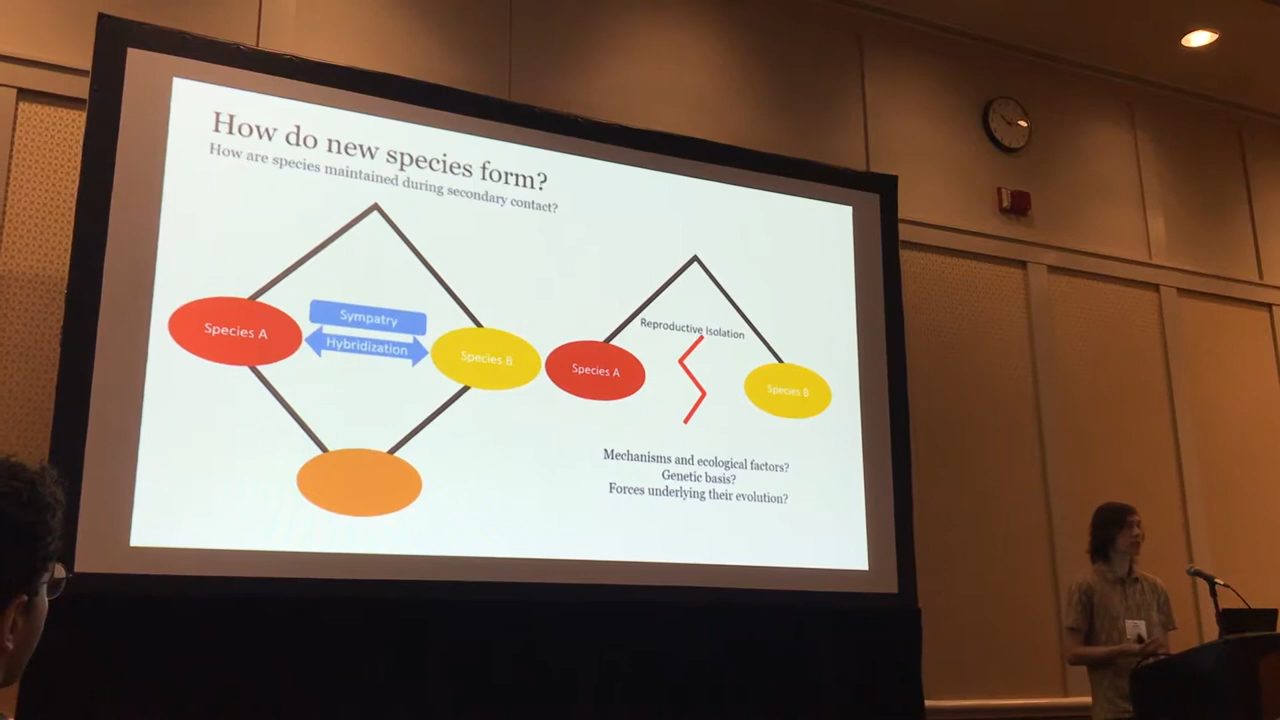 How do new species form?
How are species maintained during secondary contact?
Species A
Sympatry
Hybridization
Species B
Reproductive Isolation
Species A
Species B
Mechanisms and ecological factors?
Genetic basis?
Forces underlying their evolution?